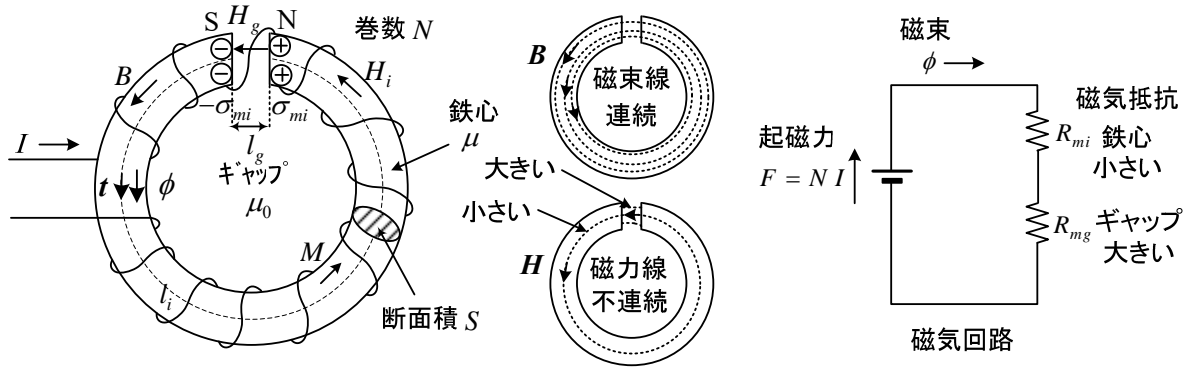 S H_g N
巻数 N
B
H_i
−σ_mi σ_mi
l_g
ギャップ
μ_0
鉄心
μ
I
t φ
M
l_i
断面積 S
B
磁束線
連続
大きい
小さい
H
磁力線
不連続
磁束
φ
起磁力
F = N I
磁気抵抗
R_mi 鉄心
小さい
R_mg ギャップ
大きい
磁気回路